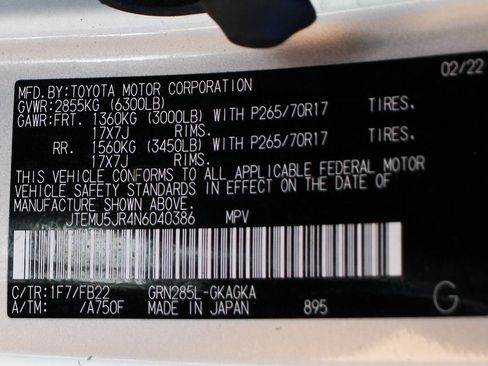 MFD.BY:TOYOTA MOTOR CORPORATION 02/22
GVWR:2855KG (6300LB)
GAWR:FRT. 1360KG (3000LB) WITH P265/70R17 TIRES.
17X7J RIMS.
RR. 1560KG (3450LB) WITH P265/70R17 TIRES.
17X7J RIMS.
THIS VEHICLE CONFORMS TO ALL APPLICABLE FEDERAL MOTOR
VEHICLE SAFETY STANDARDS IN EFFECT ON THE DATE OF
MANUFACTURE SHOWN ABOVE.
JTEMU5JR4N6040386 MPV
C/TR:1F7/FB22 GRN285L-GKAGKA
A/TM: /A750F MADE IN JAPAN 895 G